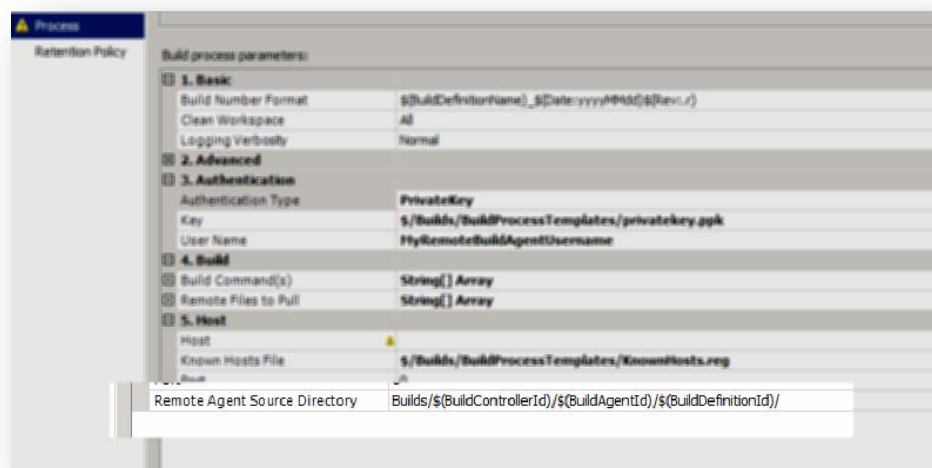 Process
Retention Policy
Build process parameters:
1. Basic
Build Number Format $(BuildDefinitionName)_$(Date:yyyyMMdd)$(Rev:.r)
Clean Workspace All
Logging Verbosity Normal
2. Advanced
3. Authentication
Authentication Type PrivateKey
Key $/Builds/BuildProcessTemplates/privatekey.ppk
User Name MyRemoteBuildAgentUsername
4. Build
Build Command(s) String[] Array
Remote Files to Pull String[] Array
5. Host
Host
Known Hosts File $/Builds/BuildProcessTemplates/KnownHosts.reg
Remote Agent Source Directory Builds/$(BuildControllerId)/$(BuildAgentId)/$(BuildDefinitionId)/